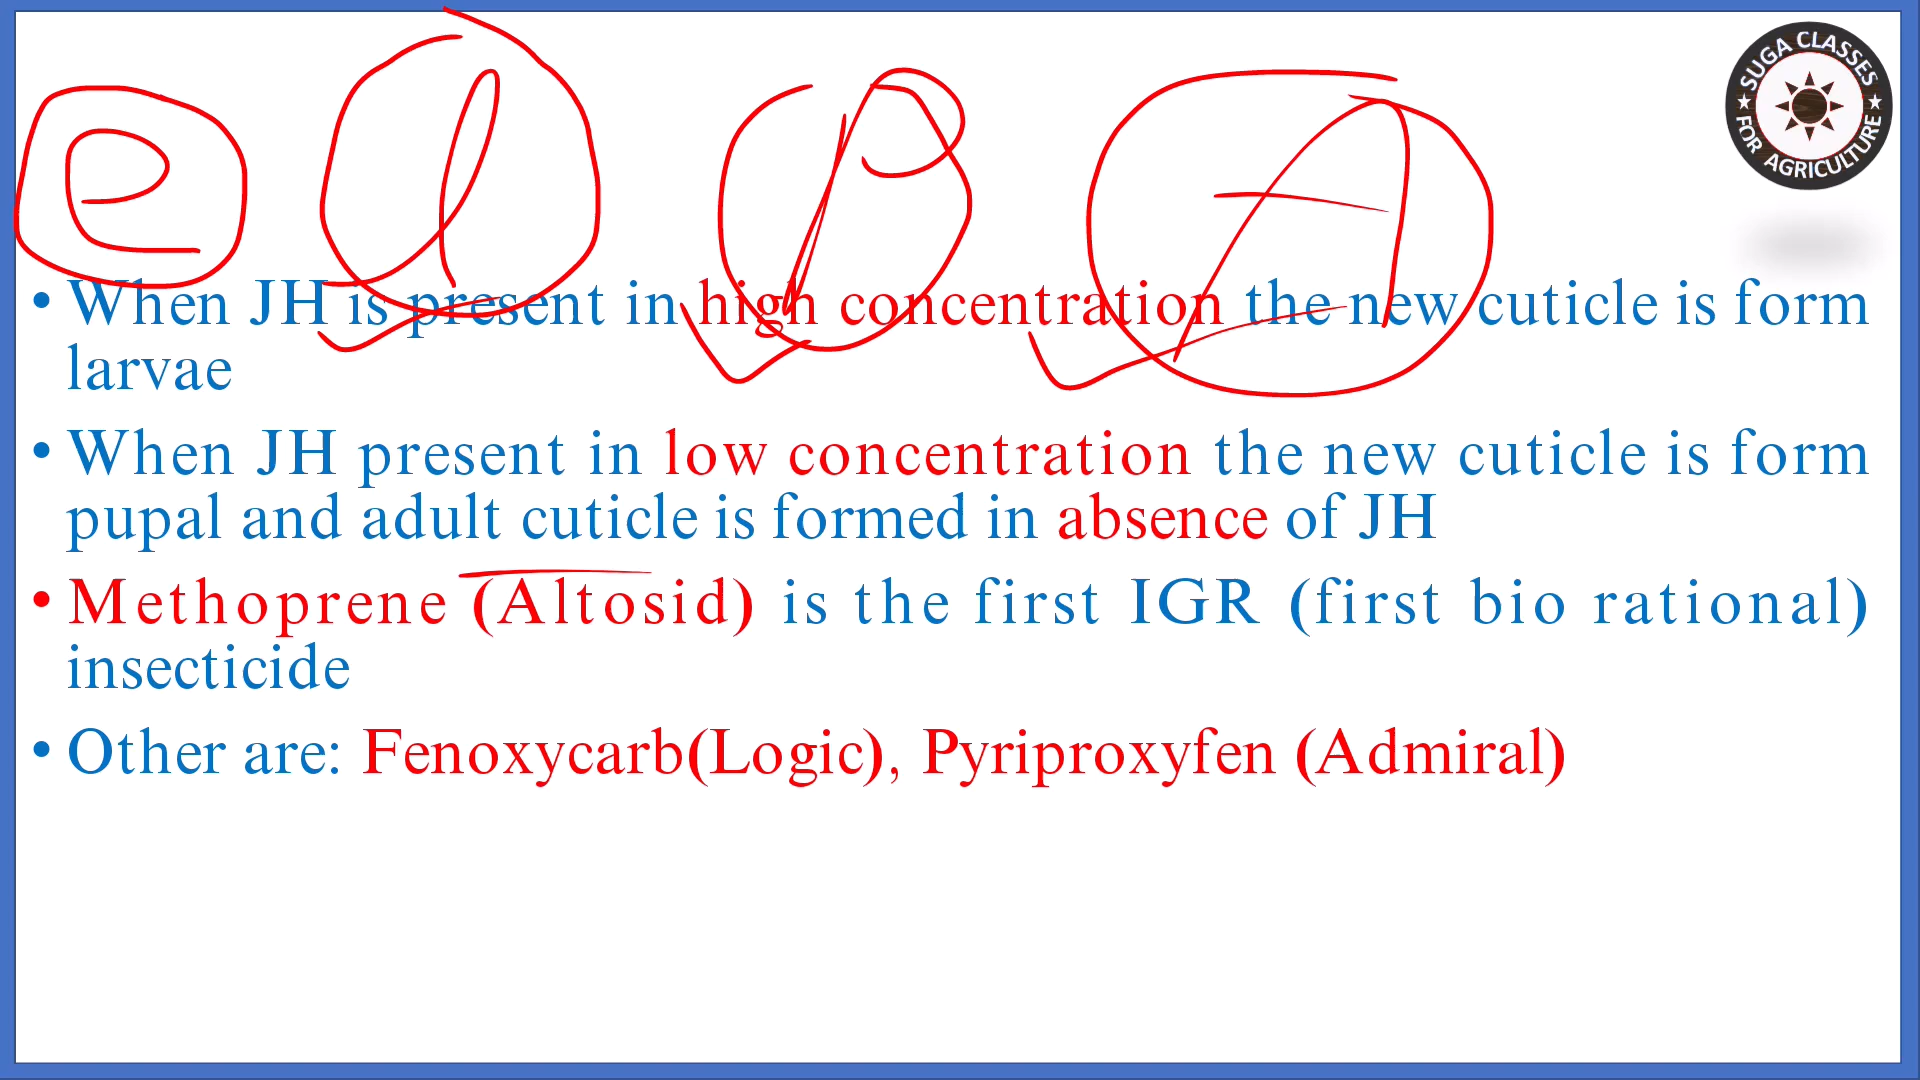 e l P A
SUGA CLASSES
FOR AGRICULTURE
• When JH is present in high concentration the new cuticle is form
larvae
• When JH present in low concentration the new cuticle is form
pupal and adult cuticle is formed in absence of JH
• Methoprene (Altosid) is the first IGR (first bio rational)
insecticide
• Other are: Fenoxycarb(Logic), Pyriproxyfen (Admiral)